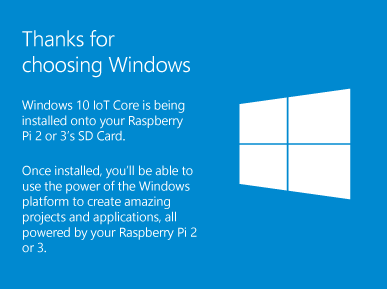 Thanks for
choosing Windows
Windows 10 IoT Core is being
installed onto your Raspberry
Pi 2 or 3's SD Card.
Once installed, you'll be able to
use the power of the Windows
platform to create amazing
projects and applications, all
powered by your Raspberry Pi 2
or 3.